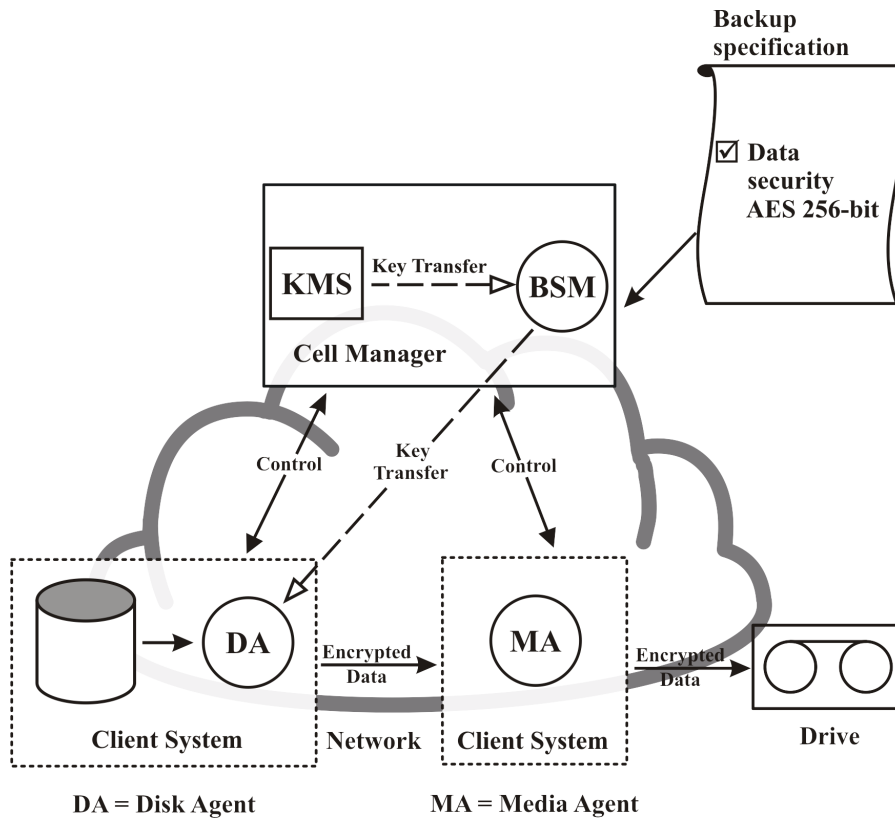 Backup
specification
☑ Data
security
AES 256-bit
KMS
Key Transfer
BSM
Cell Manager
Control
Key
Transfer
Control
DA
Encrypted
Data
MA
Encrypted
Data
Client System
Network
Client System
Drive
DA = Disk Agent
MA = Media Agent